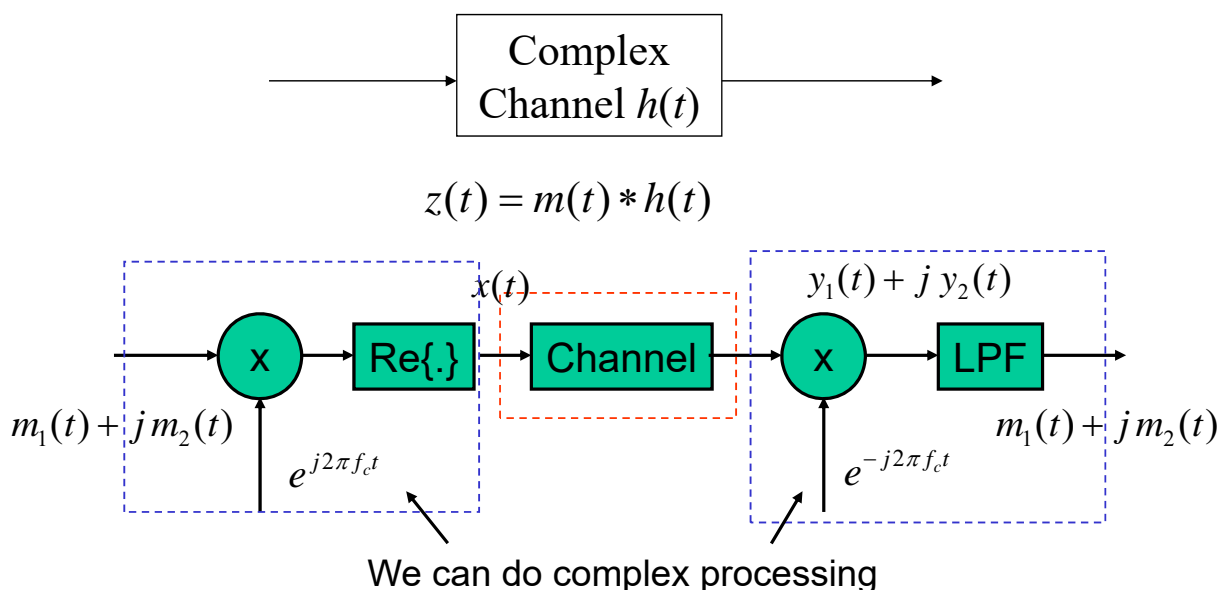 Complex
Channel h(t)
z(t) = m(t) * h(t)
x(t)
y₁(t) + j y₂(t)
x
Re{.}
Channel
x
LPF
m₁(t) + j m₂(t)
m₁(t) + j m₂(t)
e^{j2πf_c t}
e^{-j2πf_c t}
We can do complex processing